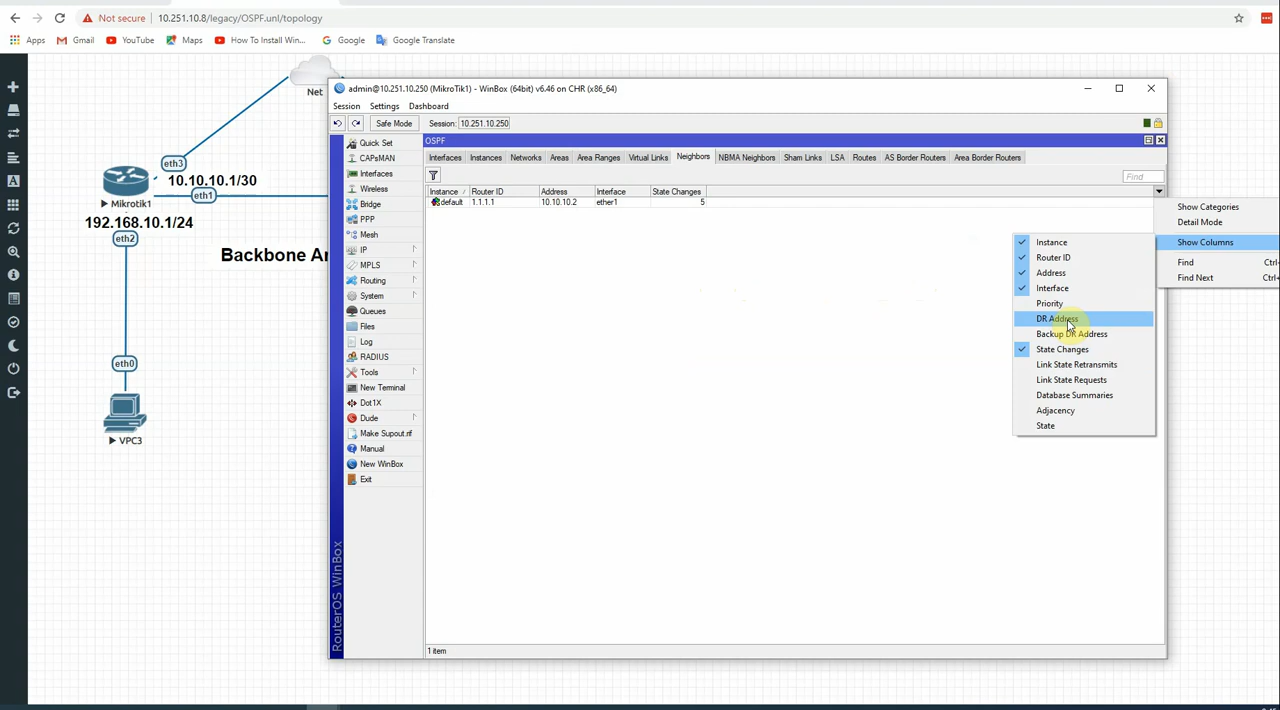 Not secure | 10.251.10.8/legacy/OSPF.unl/topology
Apps Gmail YouTube Maps How To Install Win... Google Google Translate
Net
eth3
10.10.10.1/30
eth1
Mikrotik1
192.168.10.1/24
eth2
Backbone Ar
eth0
VPC3
admin@10.251.10.250 (MikroTik1) - WinBox (64bit) v6.46 on CHR (x86_64)
Session Settings Dashboard
Safe Mode Session: 10.251.10.250
Quick Set
CAPsMAN
Interfaces
Wireless
Bridge
PPP
Mesh
IP
MPLS
Routing
System
Queues
Files
Log
RADIUS
Tools
New Terminal
Dot1X
Dude
Make Supout.rif
Manual
New WinBox
Exit
RouterOS WinBox
OSPF
Interfaces Instances Networks Areas Area Ranges Virtual Links Neighbors NBMA Neighbors Sham Links LSA Routes AS Border Routers Area Border Routers
Find
Instance Router ID Address Interface State Changes
default 1.1.1.1 10.10.10.2 ether1 5
Show Categories
Detail Mode
Show Columns
Find Ctrl+
Find Next Ctrl+
Instance
Router ID
Address
Interface
Priority
DR Address
Backup DR Address
State Changes
Link State Retransmits
Link State Requests
Database Summaries
Adjacency
State
1 item